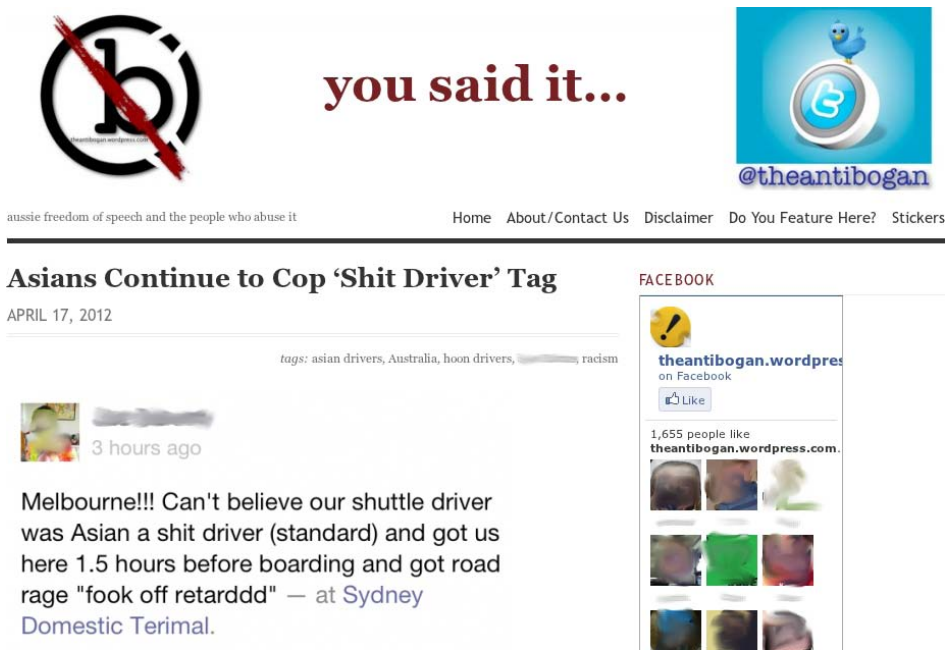 b
theantibogan.wordpress.com
you said it...
@theantibogan
aussie freedom of speech and the people who abuse it
Home About/Contact Us Disclaimer Do You Feature Here? Stickers
Asians Continue to Cop ‘Shit Driver’ Tag
APRIL 17, 2012
tags: asian drivers, Australia, hoon drivers, , racism
3 hours ago
Melbourne!!! Can't believe our shuttle driver
was Asian a shit driver (standard) and got us
here 1.5 hours before boarding and got road
rage "fook off retarddd" — at Sydney
Domestic Terimal.
FACEBOOK
theantibogan.wordpres
on Facebook
Like
1,655 people like
theantibogan.wordpress.com.